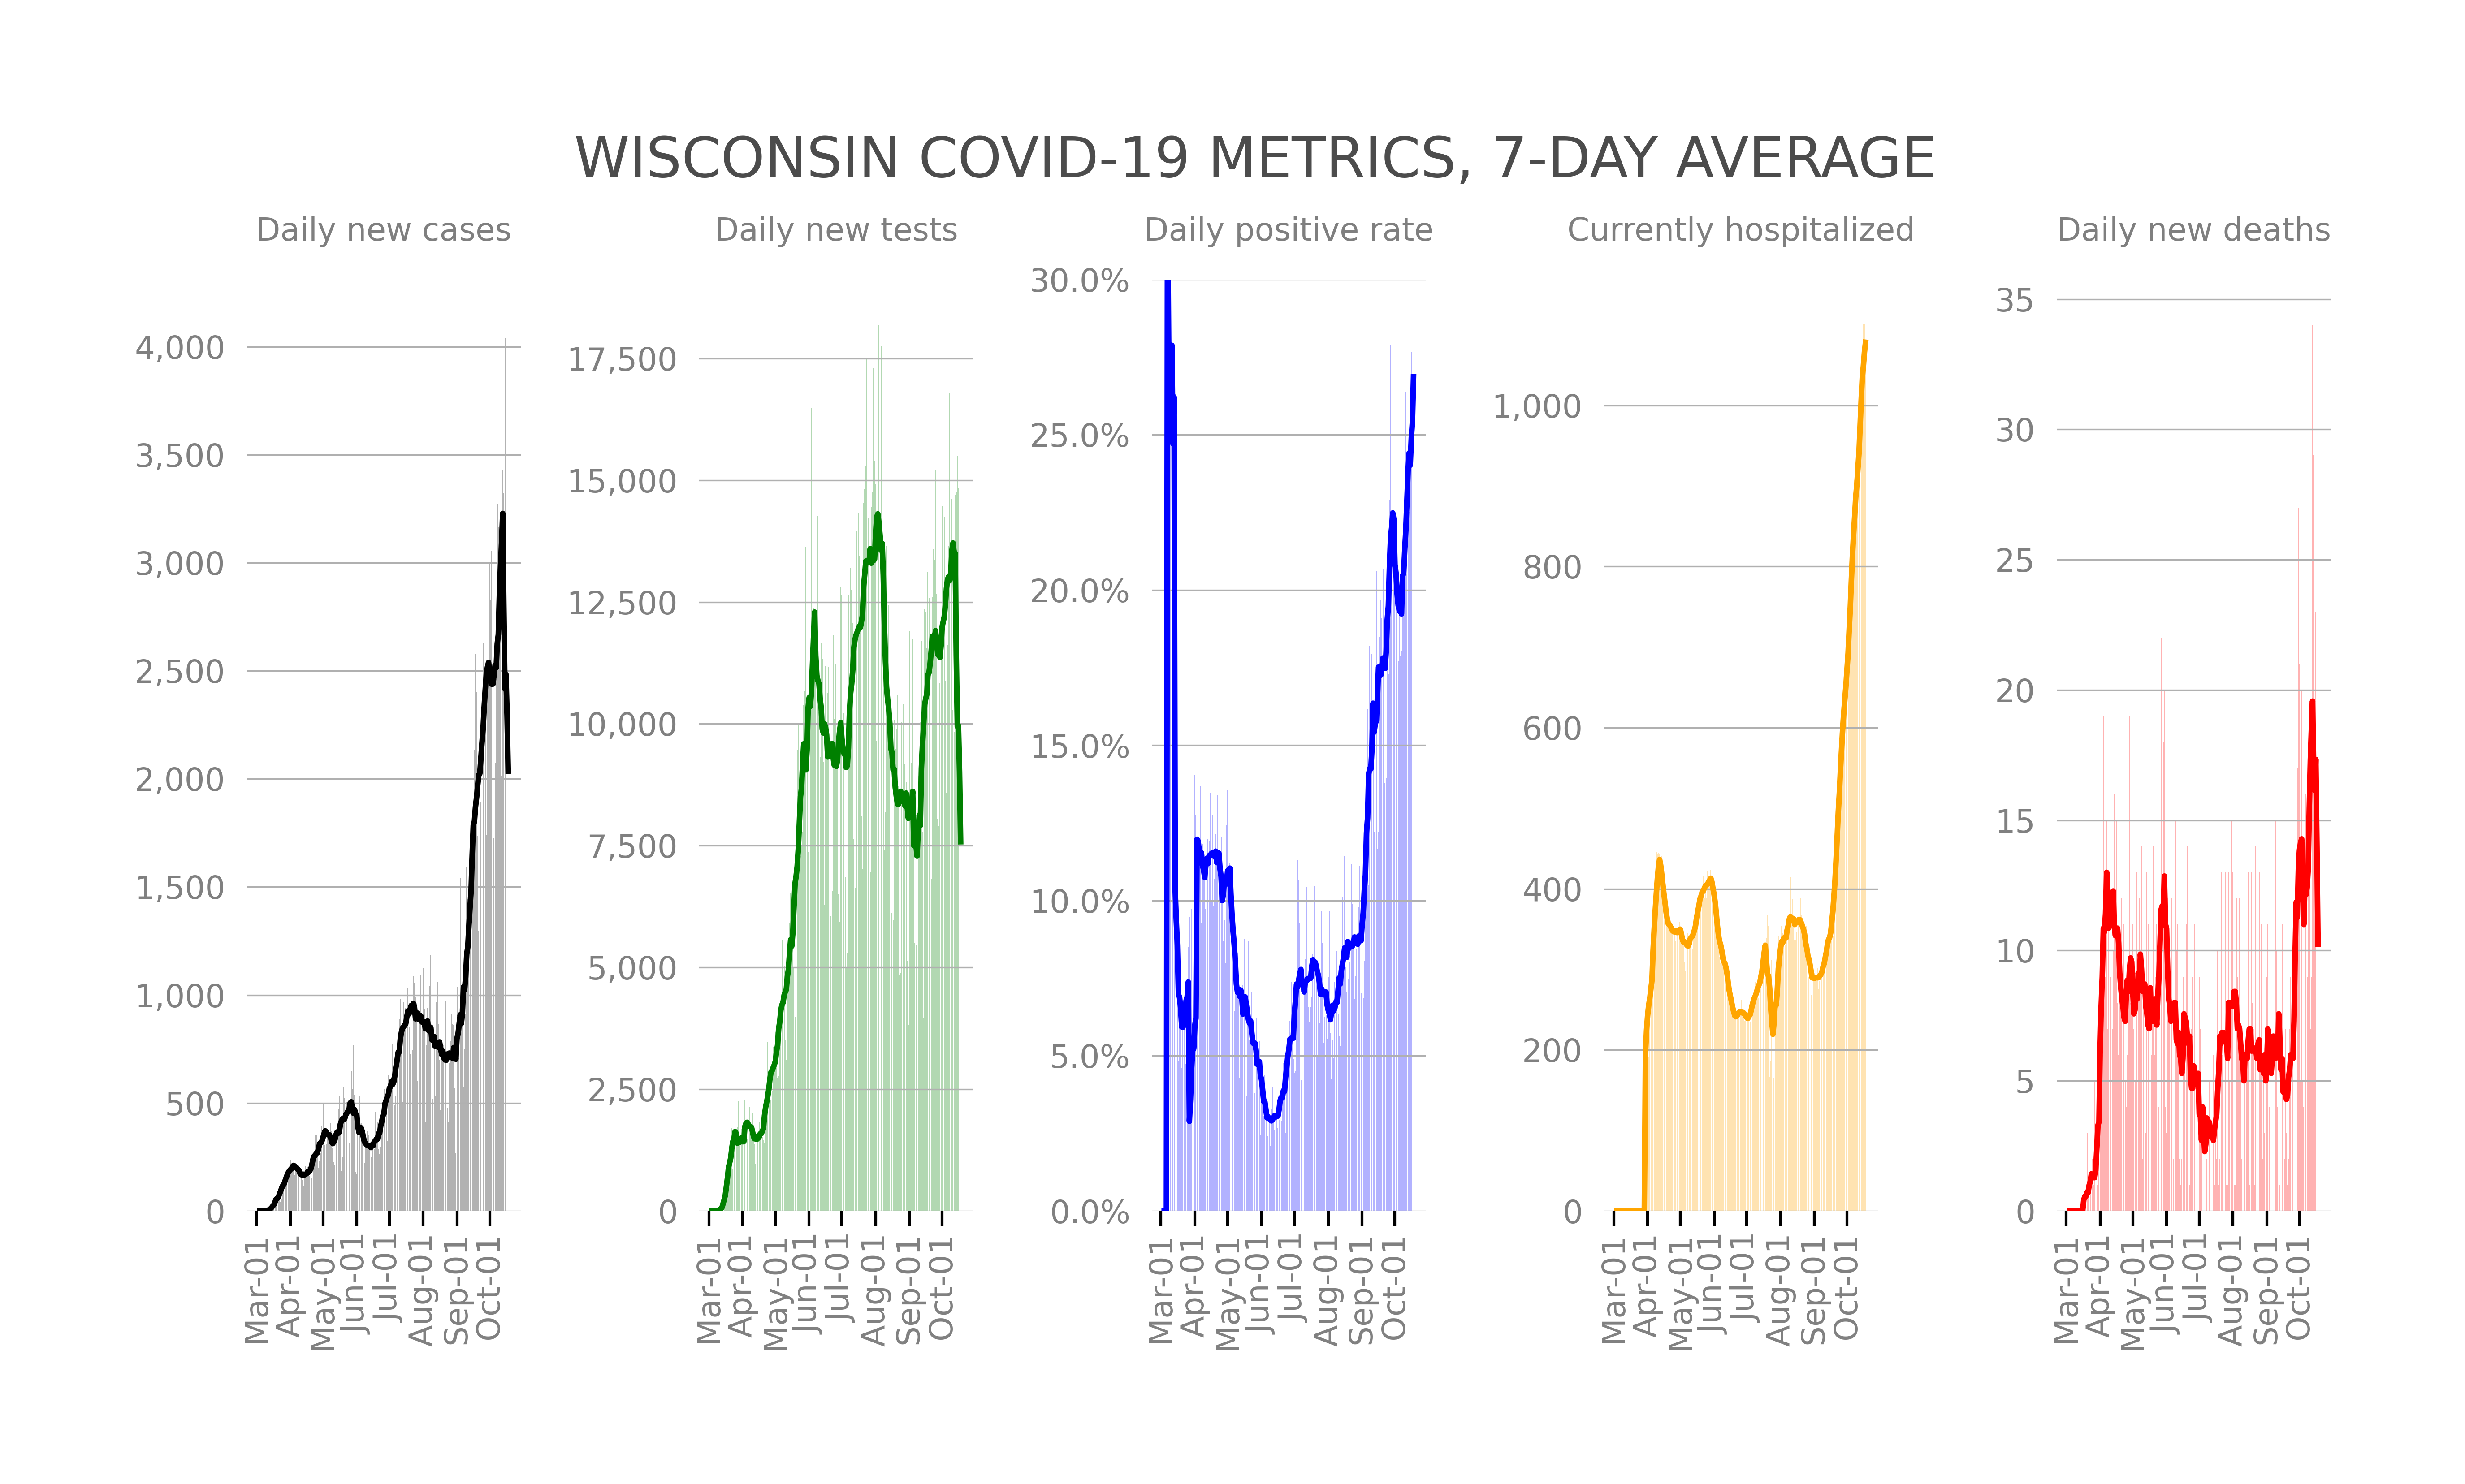 WISCONSIN COVID-19 METRICS, 7-DAY AVERAGE
Daily new cases
4,000
3,500
3,000
2,500
2,000
1,500
1,000
500
0
Mar-01
Apr-01
May-01
Jun-01
Jul-01
Aug-01
Sep-01
Oct-01
Daily new tests
17,500
15,000
12,500
10,000
7,500
5,000
2,500
0
Mar-01
Apr-01
May-01
Jun-01
Jul-01
Aug-01
Sep-01
Oct-01
Daily positive rate
30.0%
25.0%
20.0%
15.0%
10.0%
5.0%
0.0%
Mar-01
Apr-01
May-01
Jun-01
Jul-01
Aug-01
Sep-01
Oct-01
Currently hospitalized
1,000
800
600
400
200
0
Mar-01
Apr-01
May-01
Jun-01
Jul-01
Aug-01
Sep-01
Oct-01
Daily new deaths
35
30
25
20
15
10
5
0
Mar-01
Apr-01
May-01
Jun-01
Jul-01
Aug-01
Sep-01
Oct-01